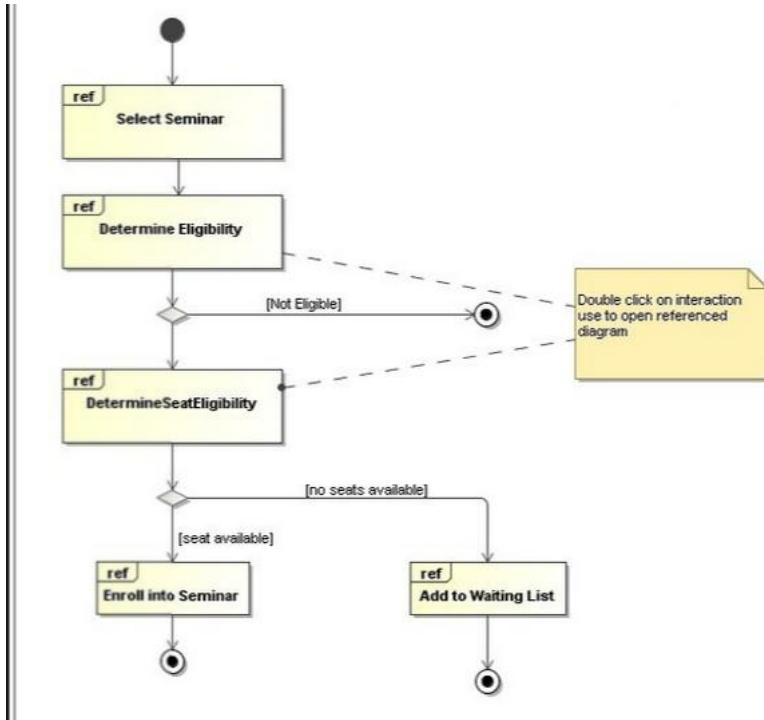 ref
Select Seminar
ref
Determine Eligibility
[Not Eligible]
Double click on interaction
use to open referenced
diagram
ref
DetermineSeatEligibility
[no seats available]
[seat available]
ref
Enroll into Seminar
ref
Add to Waiting List